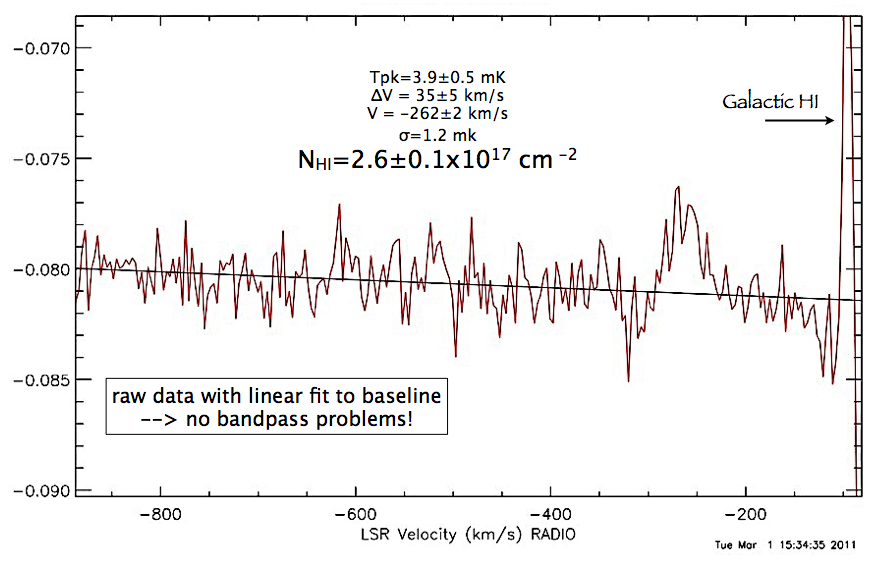 -0.070
-0.075
-0.080
-0.085
-0.090
Tpk=3.9±0.5 mK
ΔV = 35±5 km/s
V = -262±2 km/s
σ=1.2 mk
NHI=2.6±0.1x10¹⁷ cm ⁻²
Galactic HI
raw data with linear fit to baseline
--> no bandpass problems!
-800 -600 -400 -200
LSR Velocity (km/s) RADIO
Tue Mar 1 15:34:35 2011